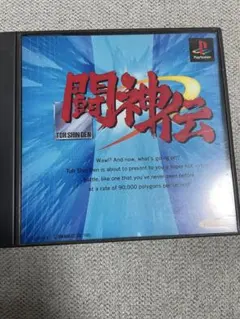 PlayStation
闘神伝
TOH SHIN DEN
Wow!! And now, what's going on?
Toh Shin Den is about to present to you a super hot
battle, like one that you've never seen before
at a rate of 90,000 polygons per